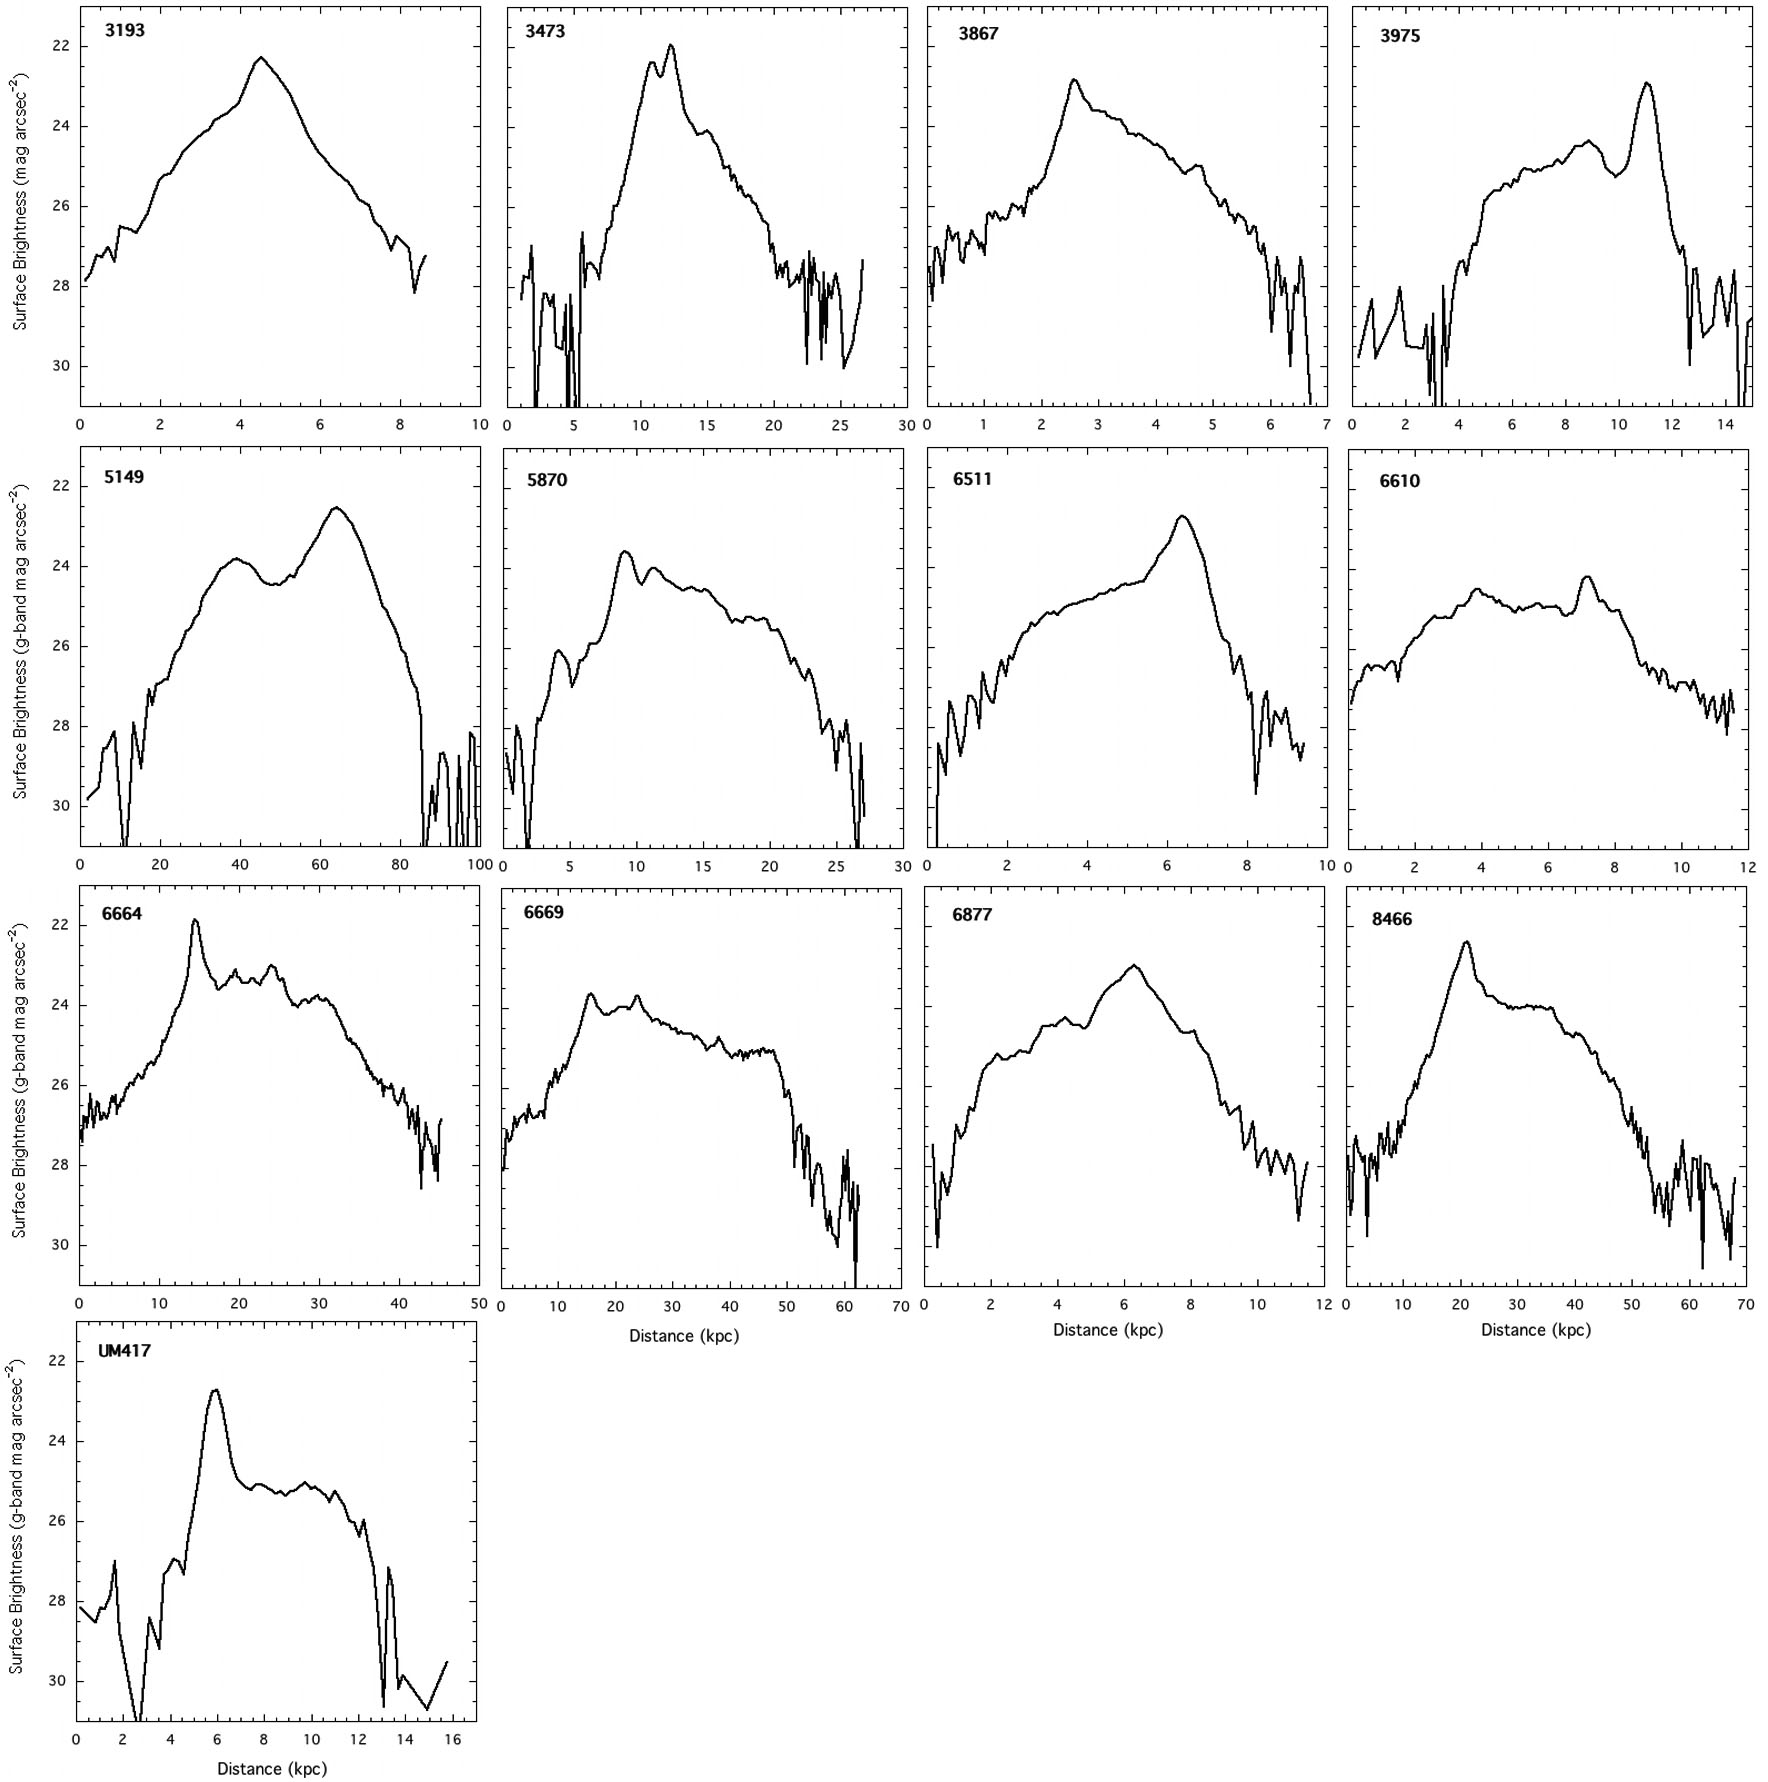 3193
3473
3867
3975
Surface Brightness (mag arcsec⁻²)
22
24
26
28
30
0 2 4 6 8 10
0 5 10 15 20 25 30
0 1 2 3 4 5 6 7
0 2 4 6 8 10 12 14
5149
5870
6511
6610
Surface Brightness (g-band mag arcsec⁻²)
22
24
26
28
30
0 20 40 60 80 100
0 5 10 15 20 25 30
0 2 4 6 8 10
0 2 4 6 8 10 12
6664
6669
6877
8466
Surface Brightness (g-band mag arcsec⁻²)
22
24
26
28
30
0 10 20 30 40 50
0 10 20 30 40 50 60 70
0 2 4 6 8 10 12
0 10 20 30 40 50 60 70
Distance (kpc)
Distance (kpc)
Distance (kpc)
UM417
Surface Brightness (g-band mag arcsec⁻²)
22
24
26
28
30
0 2 4 6 8 10 12 14 16
Distance (kpc)